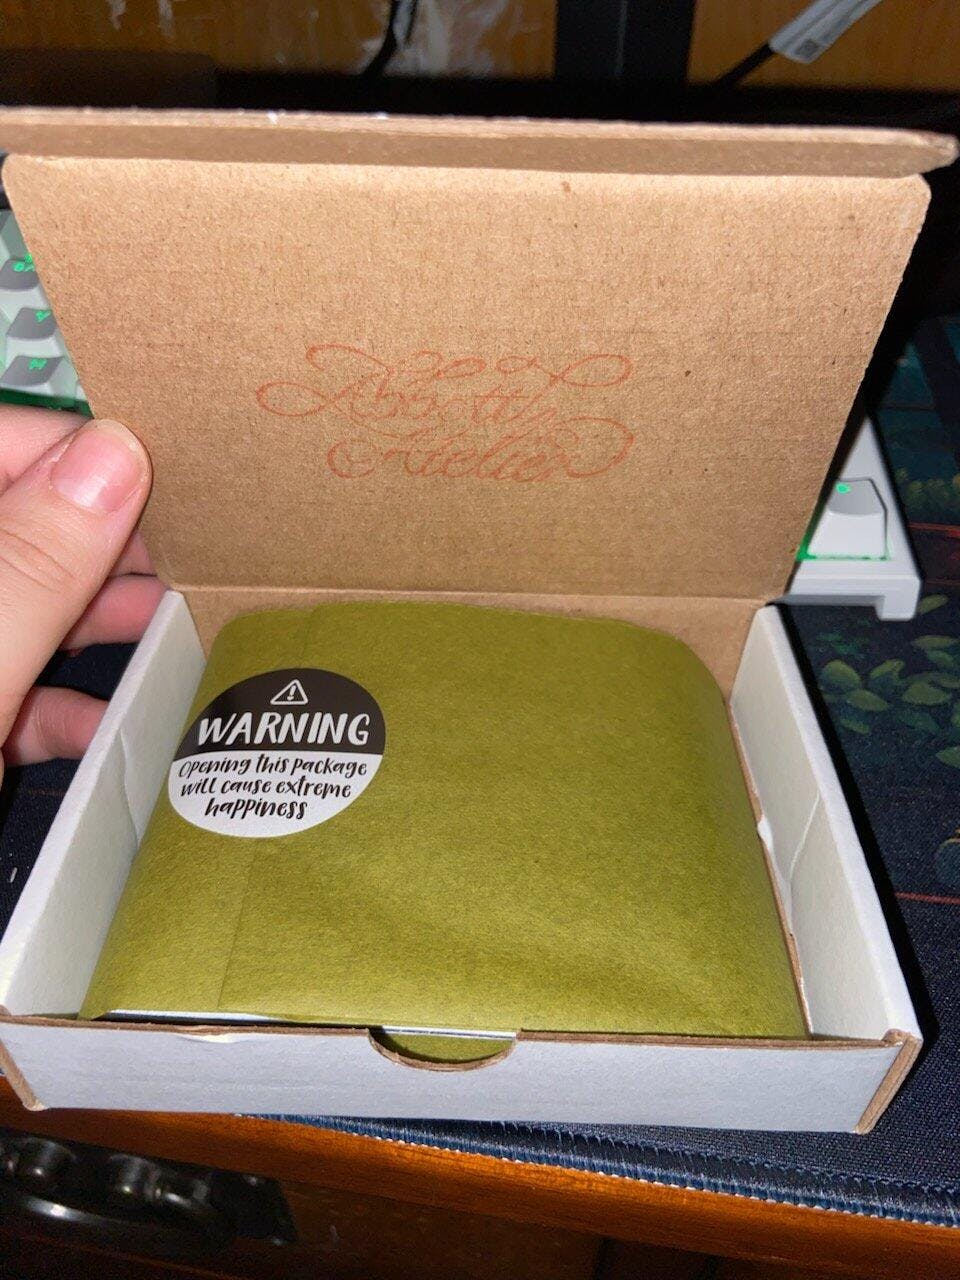 Abbott
Atelier
WARNING
Opening this package
will cause extreme
happiness